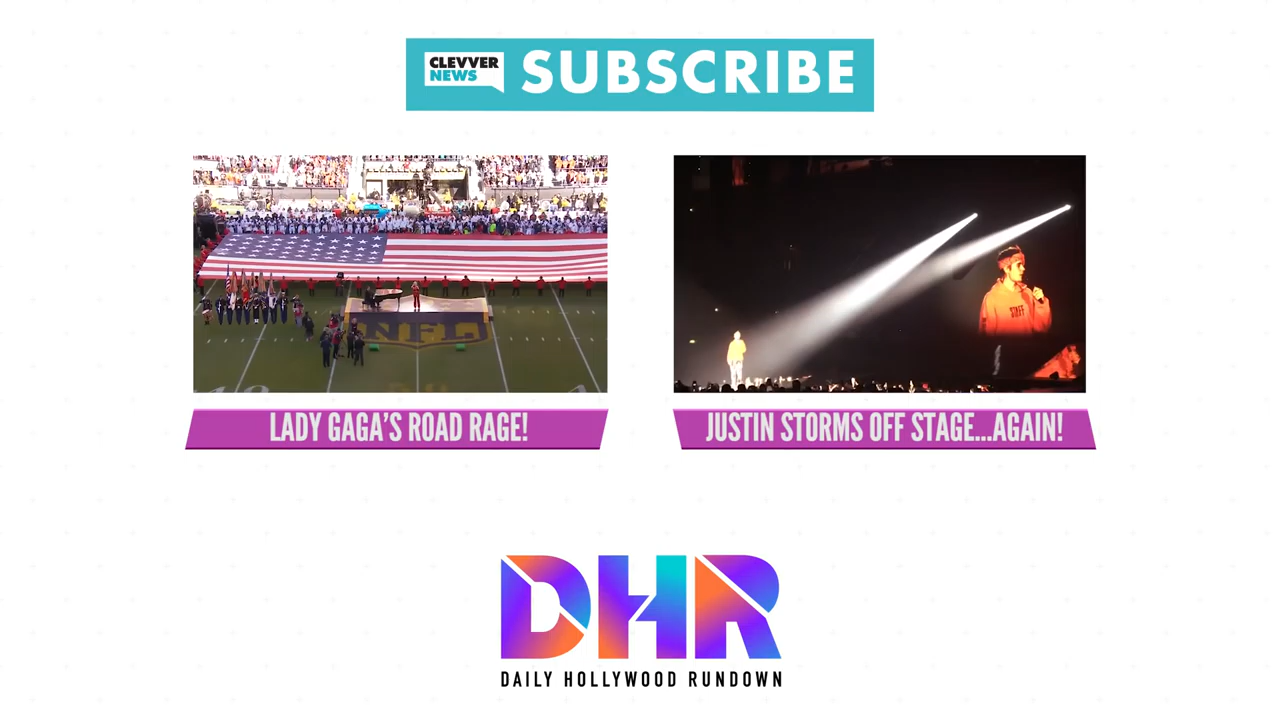 CLEVVER
NEWS
SUBSCRIBE
NFL
STAFF
LADY GAGA'S ROAD RAGE!
JUSTIN STORMS OFF STAGE...AGAIN!
DHR
DAILY HOLLYWOOD RUNDOWN